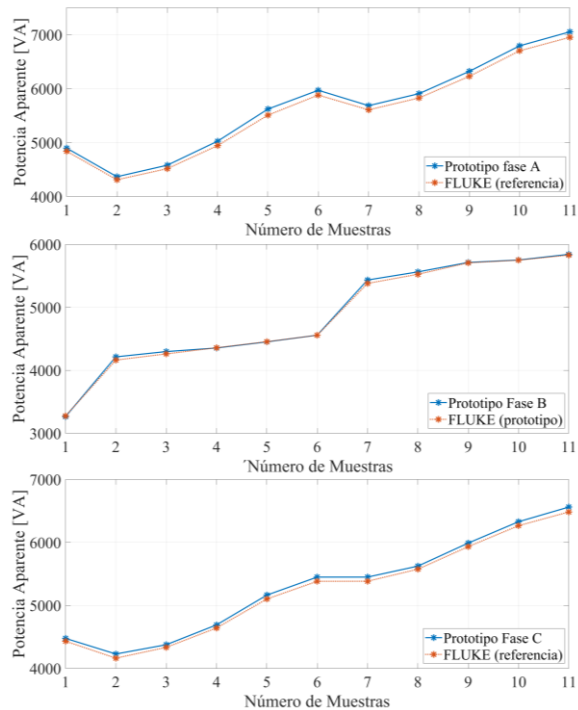 Potencia Aparente [VA]
7000
6000
5000
4000
Prototipo fase A
FLUKE (referencia)
1 2 3 4 5 6 7 8 9 10 11
Número de Muestras
Potencia Aparente [VA]
6000
5000
4000
3000
Prototipo Fase B
FLUKE (prototipo)
1 2 3 4 5 6 7 8 9 10 11
´Número de Muestras
Potencia Aparente [VA]
7000
6000
5000
4000
Prototipo Fase C
FLUKE (referencia)
1 2 3 4 5 6 7 8 9 10 11
Número de Muestras